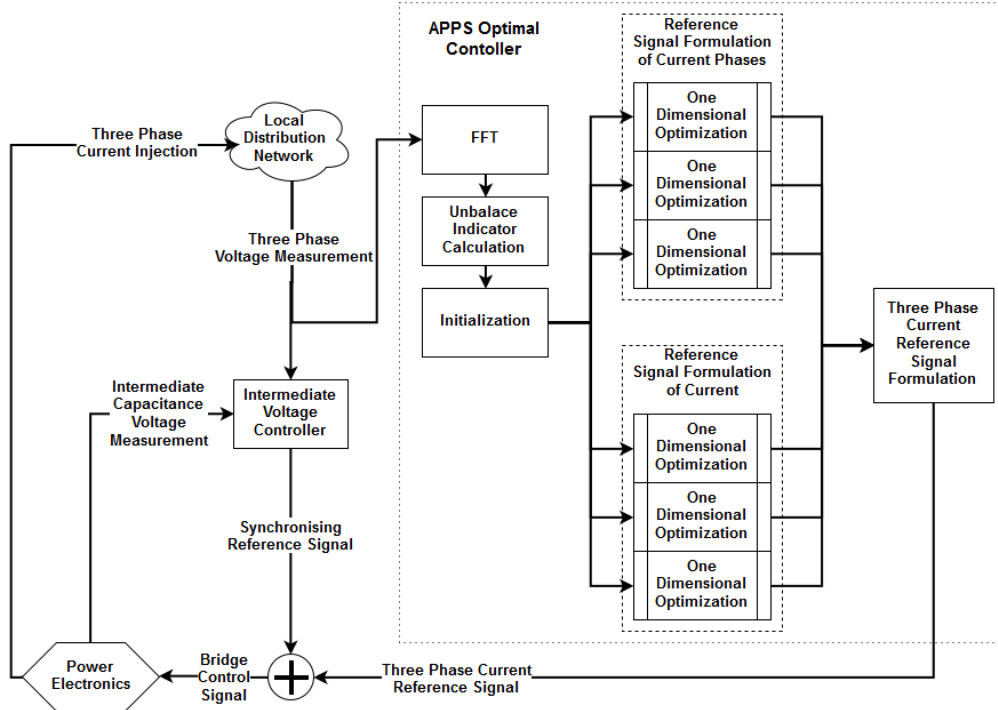 APPS Optimal
Contoller
Reference
Signal Formulation
of Current Phases
One
Dimensional
Optimization
One
Dimensional
Optimization
One
Dimensional
Optimization
Three Phase
Current Injection
Local
Distribution
Network
FFT
Unbalace
Indicator
Calculation
Three Phase
Voltage Measurement
Initialization
Three Phase
Current
Reference
Signal
Formulation
Reference
Signal Formulation
of Current
One
Dimensional
Optimization
One
Dimensional
Optimization
One
Dimensional
Optimization
Intermediate
Capacitance
Voltage
Measurement
Intermediate
Voltage
Controller
Synchronising
Reference Signal
Power
Electronics
Bridge
Control
Signal
Three Phase Current
Reference Signal